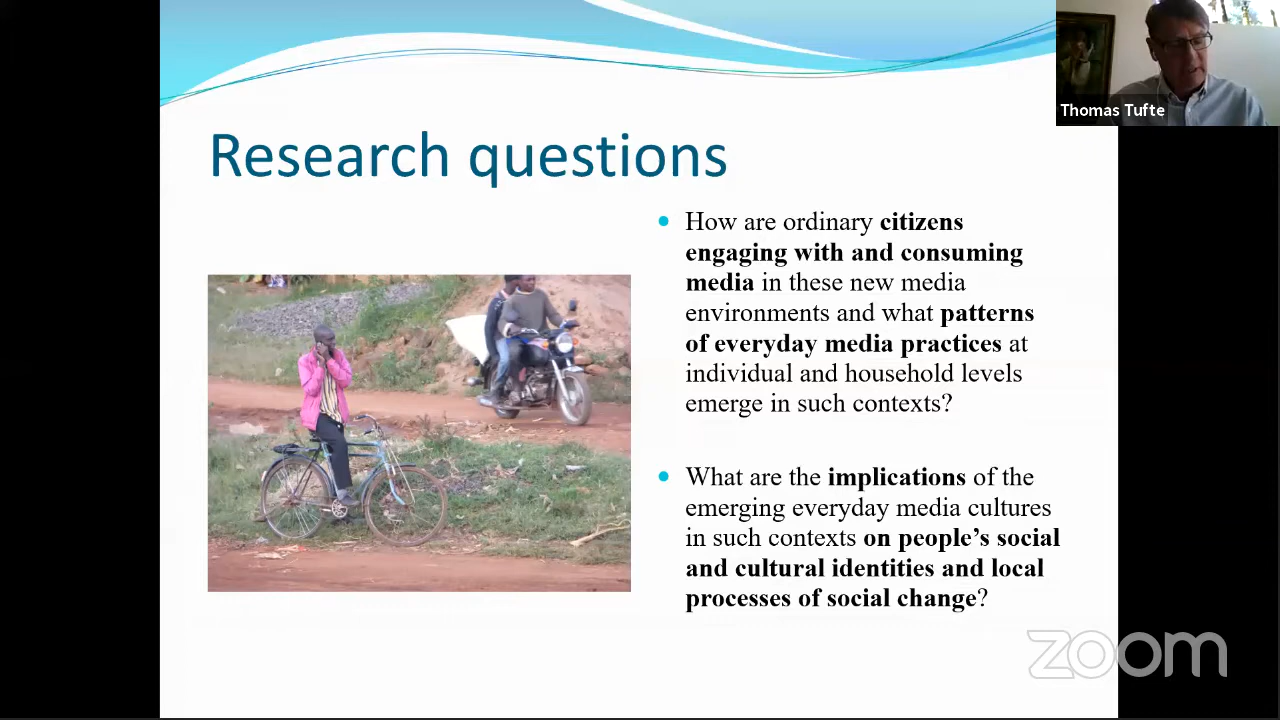 Thomas Tufte
Research questions
How are ordinary citizens
engaging with and consuming
media in these new media
environments and what patterns
of everyday media practices at
individual and household levels
emerge in such contexts?
What are the implications of the
emerging everyday media cultures
in such contexts on people’s social
and cultural identities and local
processes of social change?
zoom